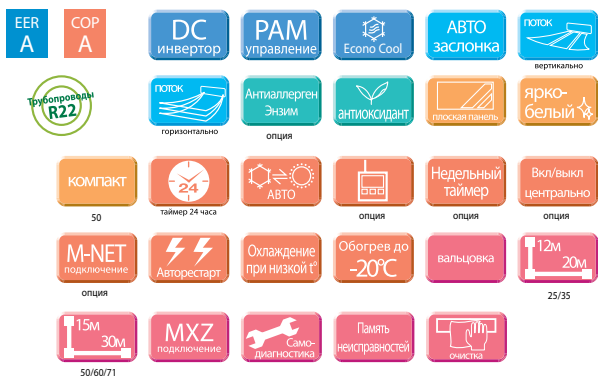 EER
A
COP
A
DC
инвертор
PAM
управление
Econo Cool
АВТО
заслонка
ПОТОК
вертикально
Трубопроводы
R22
ПОТОК
горизонтально
Антиаллерген
Энзим
опция
антиоксидант
плоская панель
ярко-
белый
компакт
50
24
таймер 24 часа
АВТО
опция
Недельный
таймер
опция
Вкл/выкл
центрально
опция
M-NET
подключение
опция
Авторестарт
Охлаждение
при низкой t°
Обогрев до
-20°C
вальцовка
12м
20м
25/35
15м
30м
50/60/71
MXZ
подключение
Само-
диагностика
Память
неисправностей
очистка